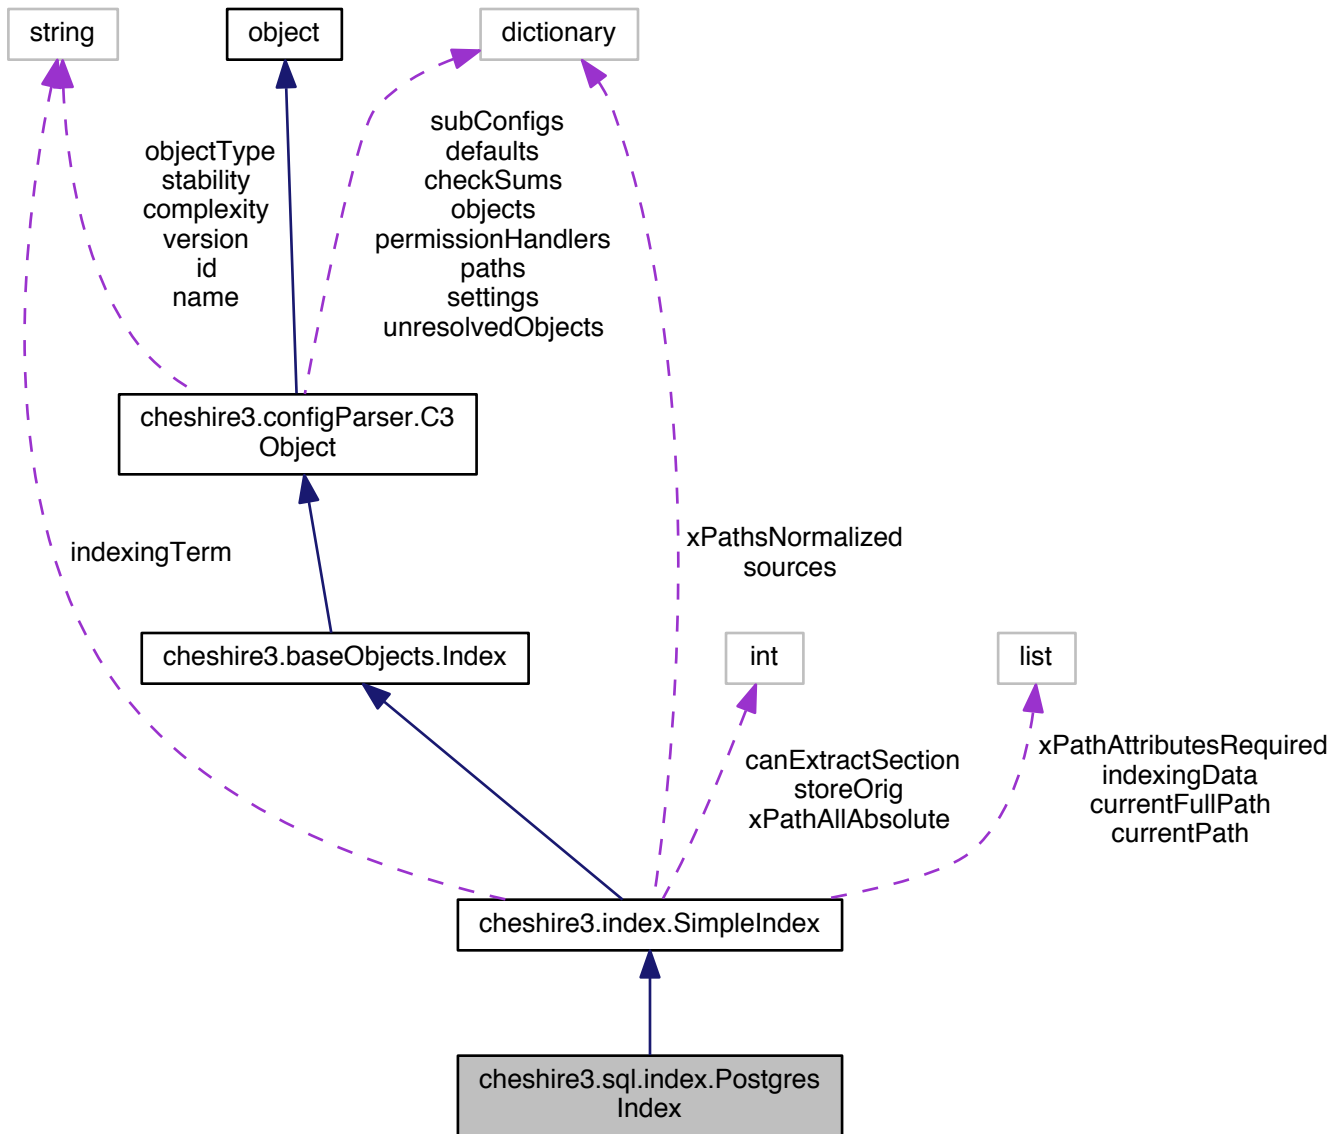 string
object
dictionary
objectType
stability
complexity
version
id
name
subConfigs
defaults
checkSums
objects
permissionHandlers
paths
settings
unresolvedObjects
cheshire3.configParser.C3
Object
indexingTerm
xPathsNormalized
sources
cheshire3.baseObjects.Index
int
list
canExtractSection
storeOrig
xPathAllAbsolute
xPathAttributesRequired
indexingData
currentFullPath
currentPath
cheshire3.index.SimpleIndex
cheshire3.sql.index.Postgres
Index